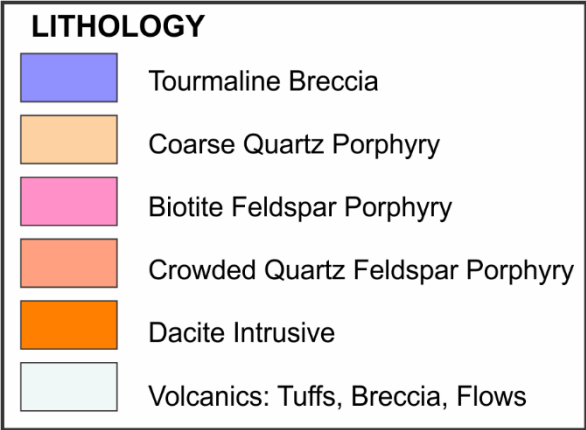 LITHOLOGY
Tourmaline Breccia
Coarse Quartz Porphyry
Biotite Feldspar Porphyry
Crowded Quartz Feldspar Porphyry
Dacite Intrusive
Volcanics: Tuffs, Breccia, Flows